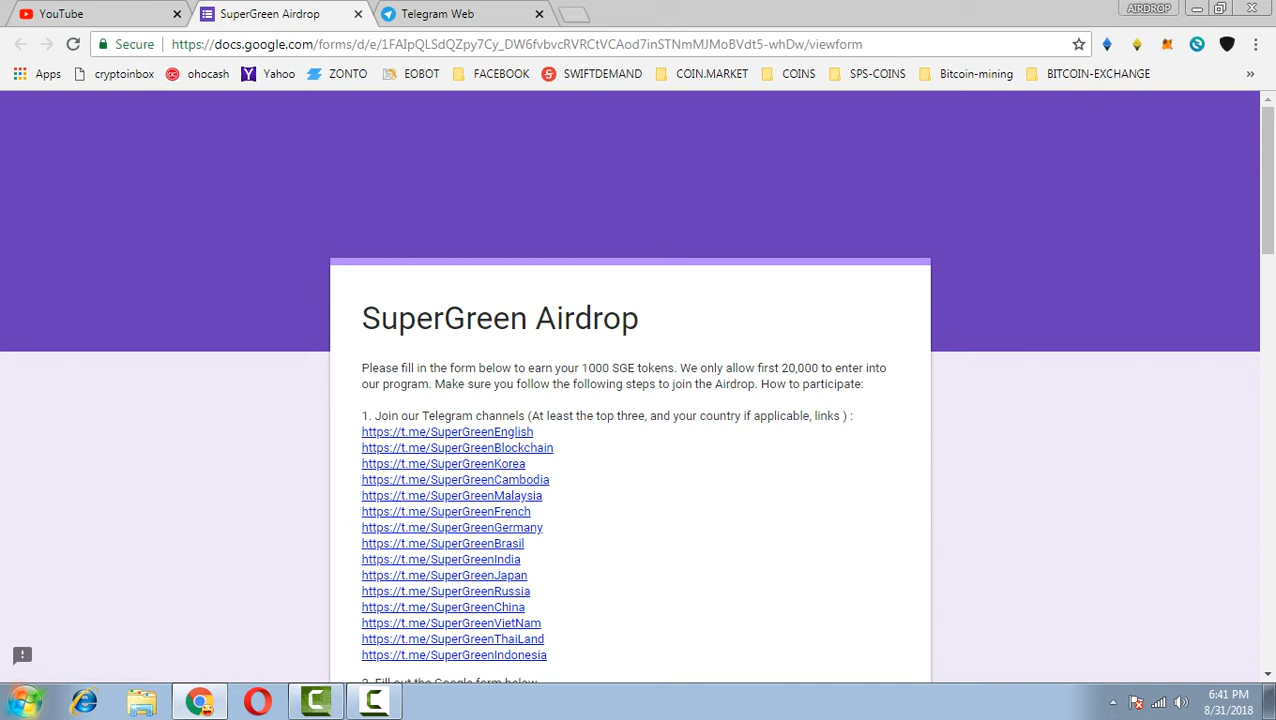 YouTube
SuperGreen Airdrop
Telegram Web
AIRDROP
Secure
https://docs.google.com/forms/d/e/1FAIpQLSdQZpy7Cy_DW6fvbvcRVRCtVCAod7inSTNmMJMoBVdt5-whDw/viewform
Apps
cryptoinbox
ohocash
Yahoo
ZONTO
EOBOT
FACEBOOK
SWIFTDEMAND
COIN.MARKET
COINS
SPS-COINS
Bitcoin-mining
BITCOIN-EXCHANGE
SuperGreen Airdrop
Please fill in the form below to earn your 1000 SGE tokens. We only allow first 20,000 to enter into
our program. Make sure you follow the following steps to join the Airdrop. How to participate:
1. Join our Telegram channels (At least the top three, and your country if applicable, links ) :
https://t.me/SuperGreenEnglish
https://t.me/SuperGreenBlockchain
https://t.me/SuperGreenKorea
https://t.me/SuperGreenCambodia
https://t.me/SuperGreenMalaysia
https://t.me/SuperGreenFrench
https://t.me/SuperGreenGermany
https://t.me/SuperGreenBrasil
https://t.me/SuperGreenIndia
https://t.me/SuperGreenJapan
https://t.me/SuperGreenRussia
https://t.me/SuperGreenChina
https://t.me/SuperGreenVietNam
https://t.me/SuperGreenThaiLand
https://t.me/SuperGreenIndonesia
2. Fill out the Google form below
6:41 PM
8/31/2018